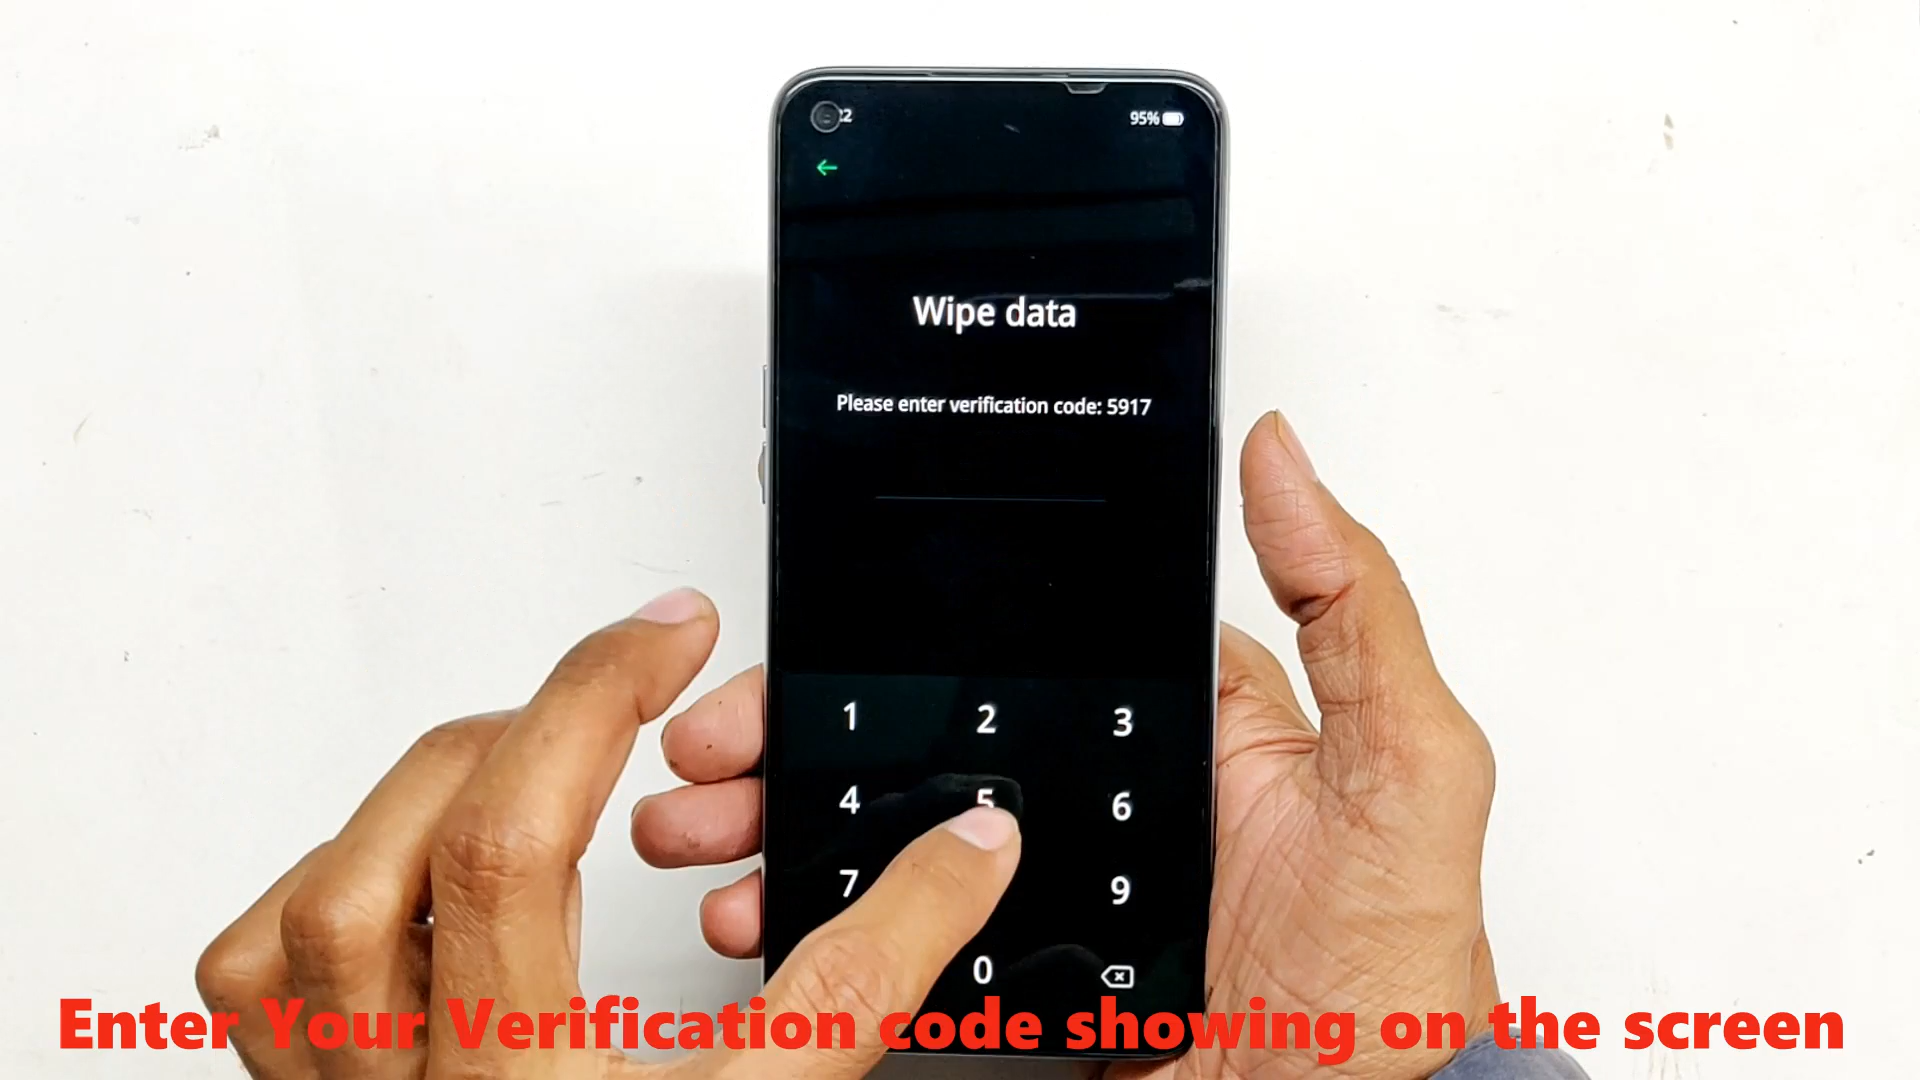 :22
95%
Wipe data
Please enter verification code: 5917
1 2 3
4 5 6
7 9
0
Enter Your Verification code showing on the screen